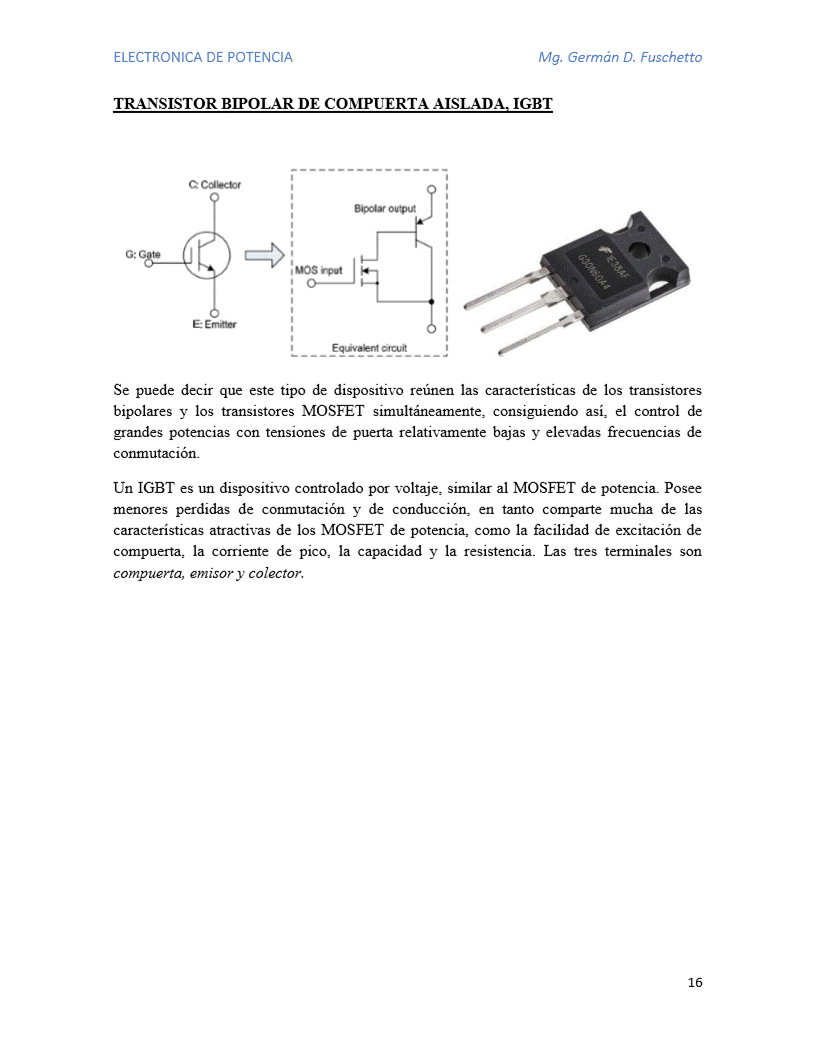 ELECTRONICA DE POTENCIA
Mg. Germán D. Fuschetto
TRANSISTOR BIPOLAR DE COMPUERTA AISLADA, IGBT
C: Collector
G: Gate
E: Emitter
Bipolar output
MOS input
Equivalent circuit
1E38AF
G30N60A4
Se puede decir que este tipo de dispositivo reúnen las características de los transistores
bipolares y los transistores MOSFET simultáneamente, consiguiendo así, el control de
grandes potencias con tensiones de puerta relativamente bajas y elevadas frecuencias de
conmutación.
Un IGBT es un dispositivo controlado por voltaje, similar al MOSFET de potencia. Posee
menores perdidas de conmutación y de conducción, en tanto comparte mucha de las
características atractivas de los MOSFET de potencia, como la facilidad de excitación de
compuerta, la corriente de pico, la capacidad y la resistencia. Las tres terminales son
compuerta, emisor y colector.
16